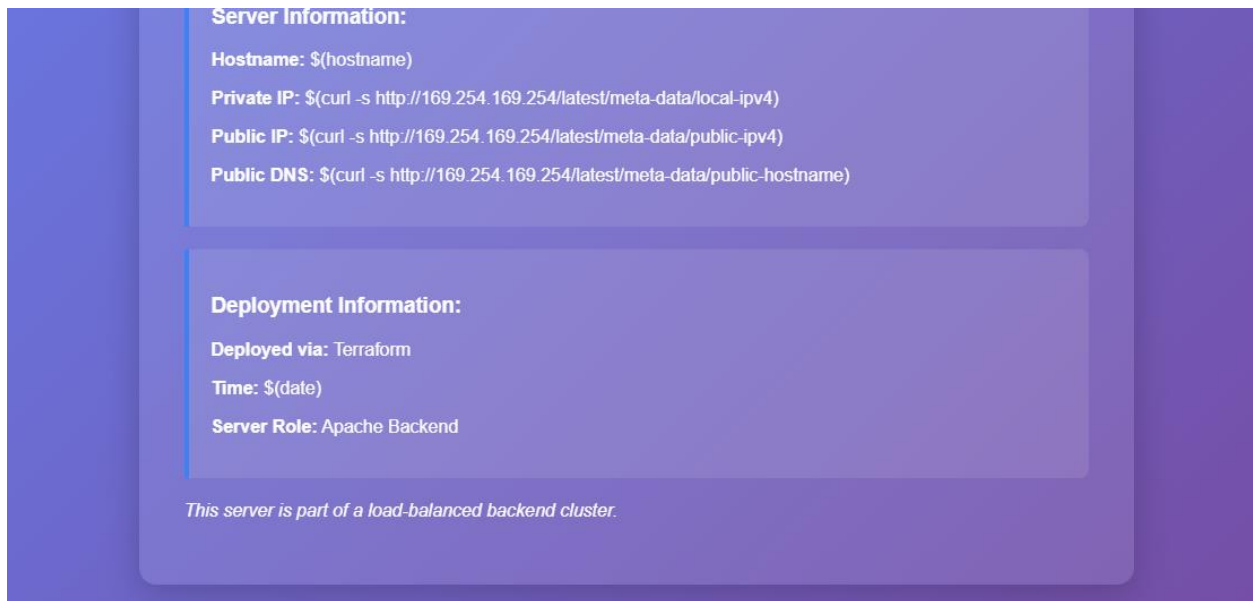 Server Information:
Hostname: $(hostname)
Private IP: $(curl -s http://169.254.169.254/latest/meta-data/local-ipv4)
Public IP: $(curl -s http://169.254.169.254/latest/meta-data/public-ipv4)
Public DNS: $(curl -s http://169.254.169.254/latest/meta-data/public-hostname)
Deployment Information:
Deployed via: Terraform
Time: $(date)
Server Role: Apache Backend
This server is part of a load-balanced backend cluster.